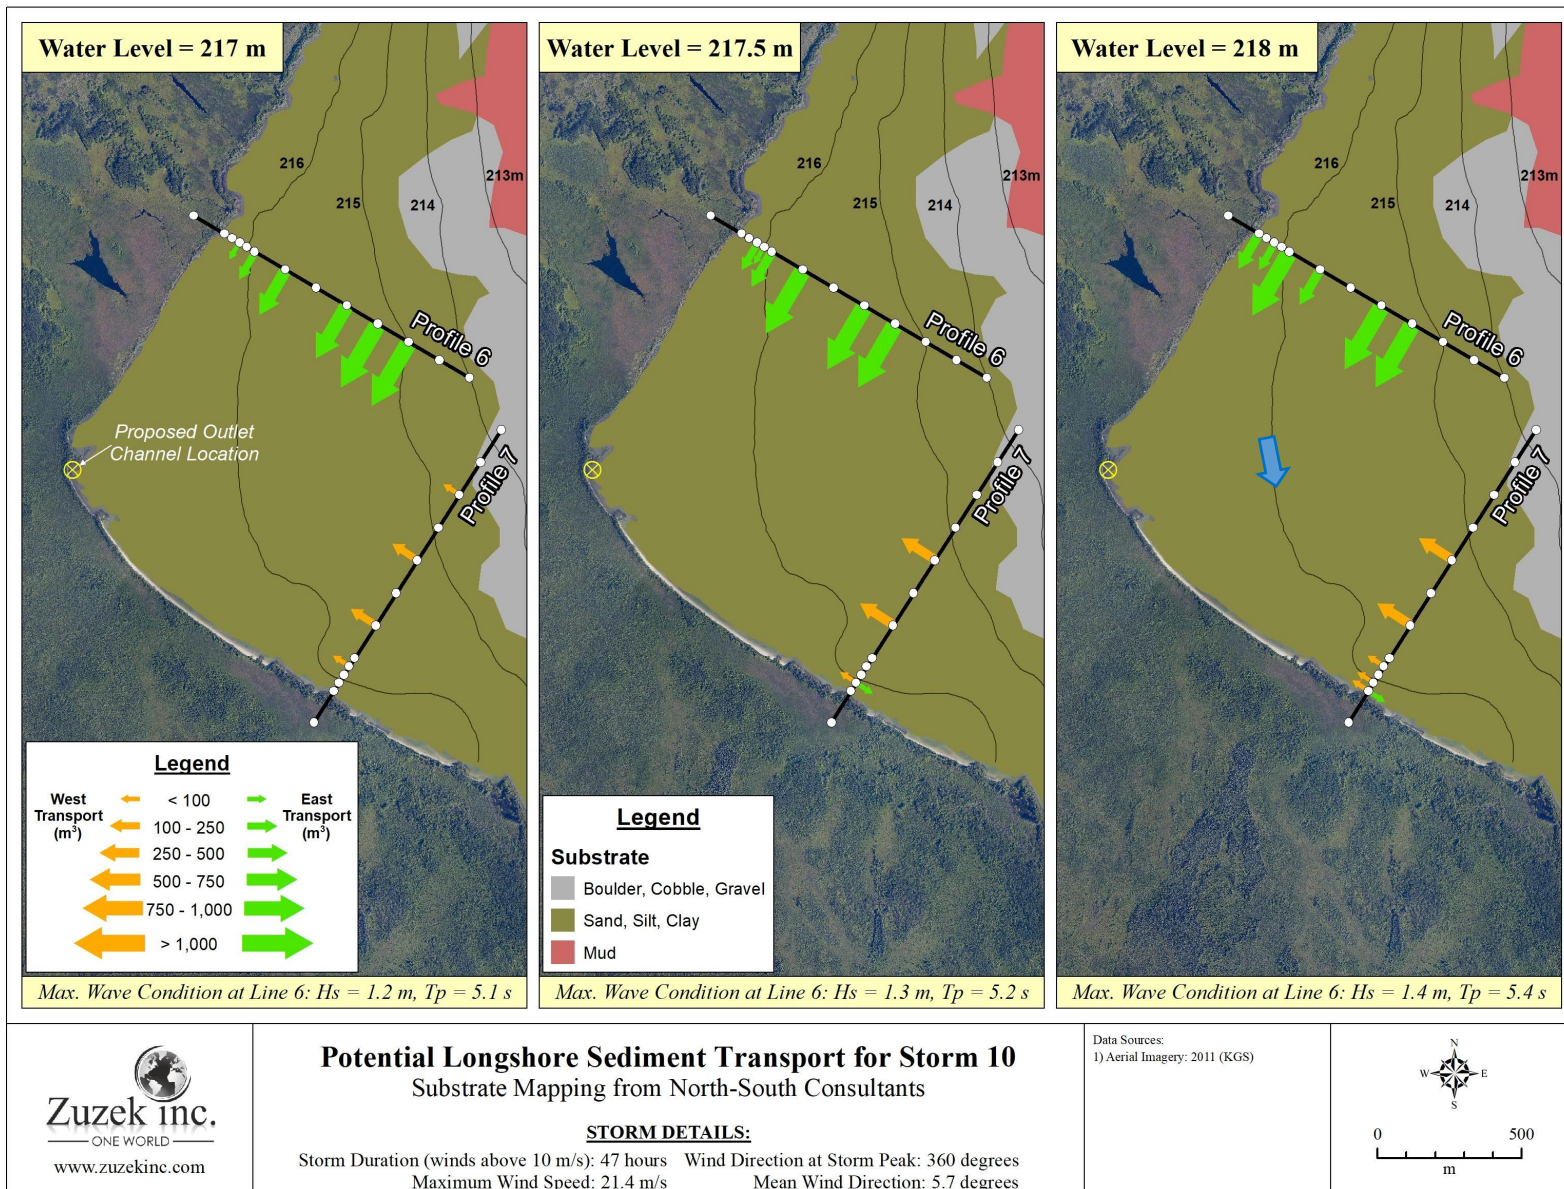 Water Level = 217 m
216
215
214
213m
Profile 6
Profile 7
Proposed Outlet
Channel Location
Legend
West
Transport
(m³)
East
Transport
(m³)
< 100
100 - 250
250 - 500
500 - 750
750 - 1,000
> 1,000
Max. Wave Condition at Line 6: Hs = 1.2 m, Tp = 5.1 s
Water Level = 217.5 m
216
215
214
213m
Profile 6
Profile 7
Legend
Substrate
Boulder, Cobble, Gravel
Sand, Silt, Clay
Mud
Max. Wave Condition at Line 6: Hs = 1.3 m, Tp = 5.2 s
Water Level = 218 m
216
215
214
213m
Profile 6
Profile 7
Max. Wave Condition at Line 6: Hs = 1.4 m, Tp = 5.4 s
Zuzek inc.
ONE WORLD
www.zuzekinc.com
Potential Longshore Sediment Transport for Storm 10
Substrate Mapping from North-South Consultants
STORM DETAILS:
Storm Duration (winds above 10 m/s): 47 hours Wind Direction at Storm Peak: 360 degrees
Maximum Wind Speed: 21.4 m/s Mean Wind Direction: 5.7 degrees
Data Sources:
1) Aerial Imagery: 2011 (KGS)
N
W E
S
0 500
m